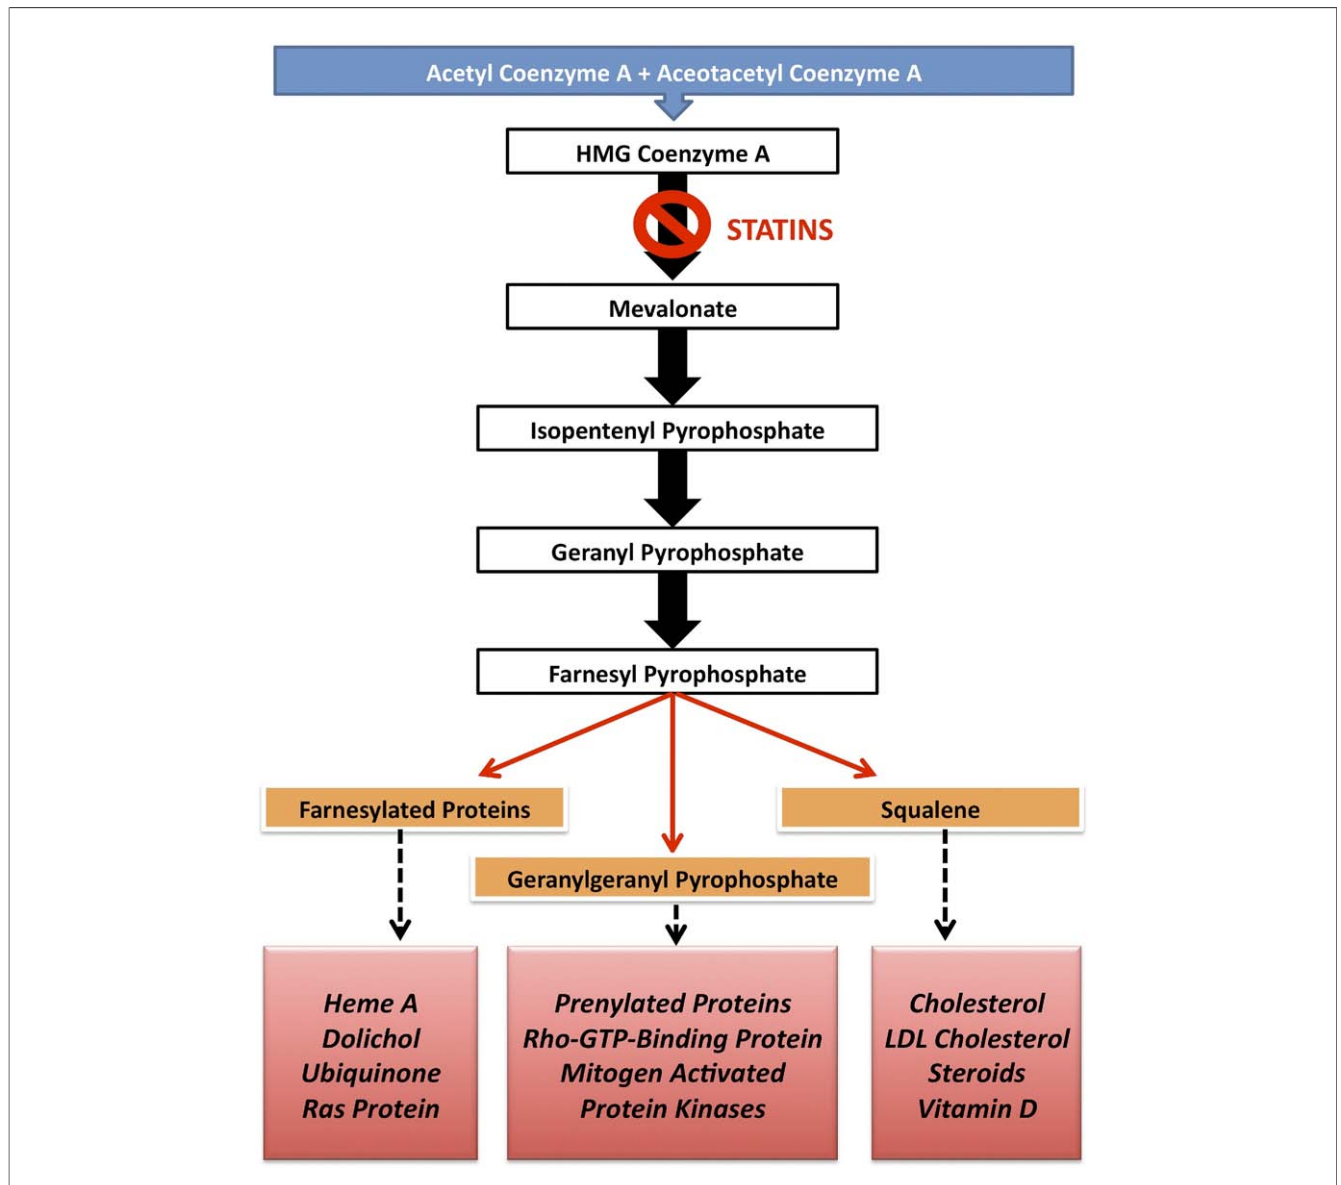 Acetyl Coenzyme A + Aceotacetyl Coenzyme A
HMG Coenzyme A
STATINS
Mevalonate
Isopentenyl Pyrophosphate
Geranyl Pyrophosphate
Farnesyl Pyrophosphate
Farnesylated Proteins
Squalene
Geranylgeranyl Pyrophosphate
Heme A
Dolichol
Ubiquinone
Ras Protein
Prenylated Proteins
Rho-GTP-Binding Protein
Mitogen Activated
Protein Kinases
Cholesterol
LDL Cholesterol
Steroids
Vitamin D